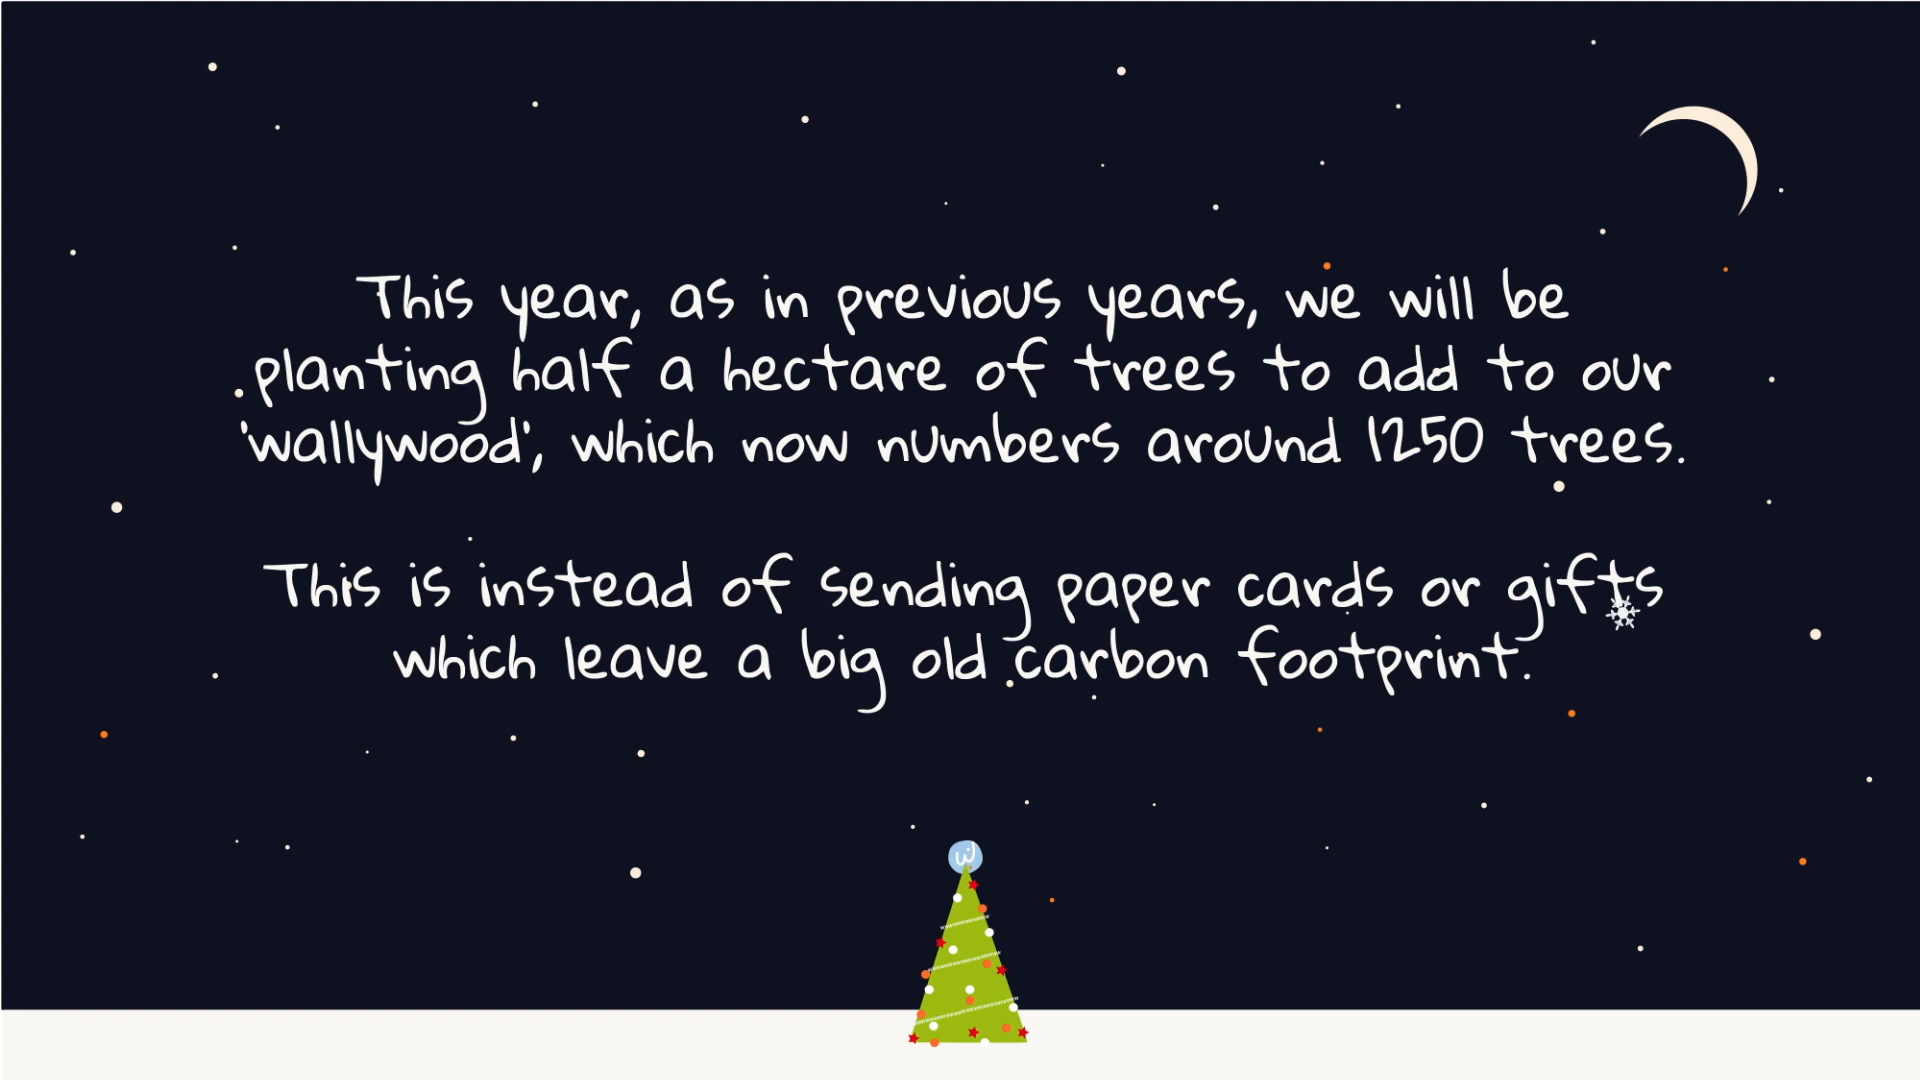 This year, as in previous years, we will be
planting half a hectare of trees to add to our
'wallywood', which now numbers around 1250 trees.
This is instead of sending paper cards or gifts
which leave a big old carbon footprint.